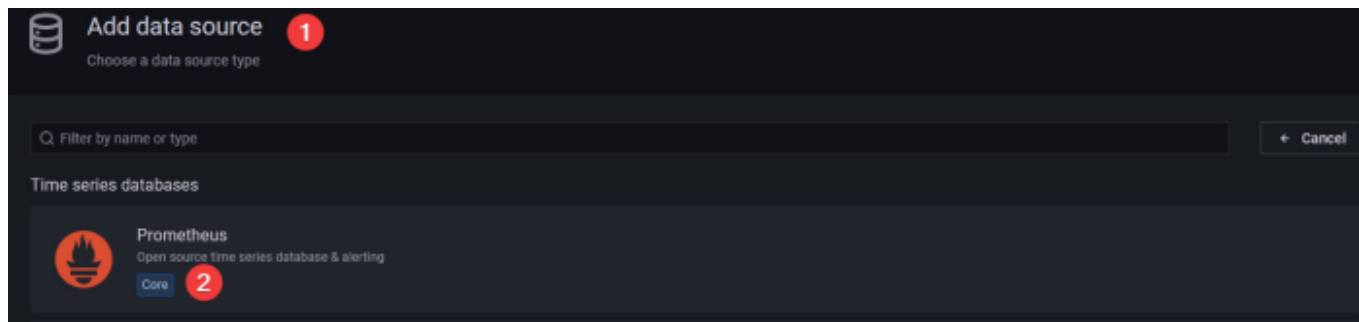 Add data source 1
Choose a data source type
Filter by name or type
← Cancel
Time series databases
Prometheus
Open source time series database & alerting
Core 2